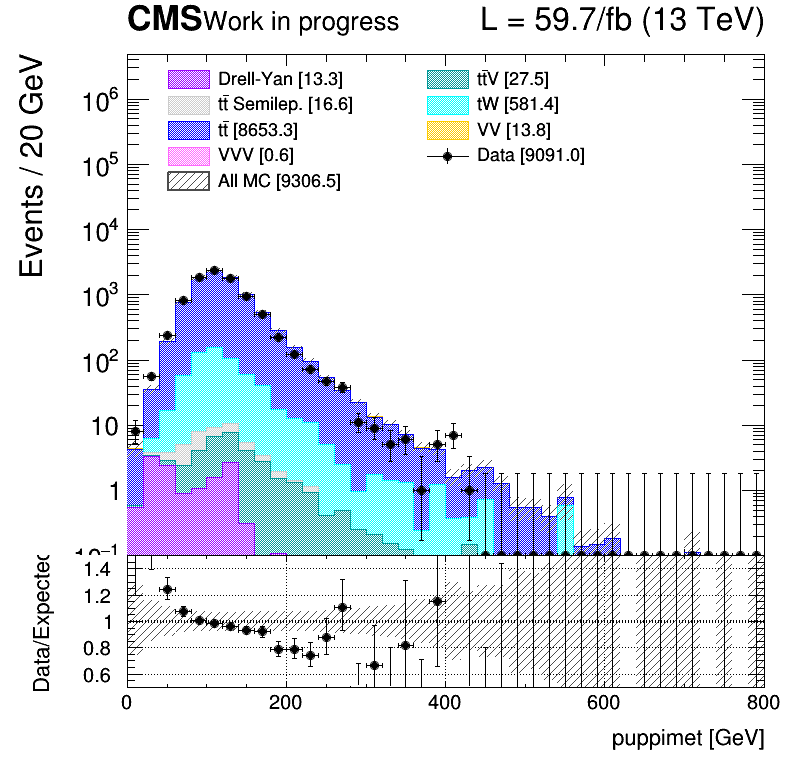 CMS Work in progress L = 59.7/fb (13 TeV)
Events / 20 GeV
Drell-Yan [13.3]
tt̄ Semilep. [16.6]
tt̄ [8653.3]
VVV [0.6]
All MC [9306.5]
tt̄V [27.5]
tW [581.4]
VV [13.8]
Data [9091.0]
10⁶
10⁵
10⁴
10³
10²
10
1
10⁻¹
Data/Expected
1.4
1.2
1
0.8
0.6
0 200 400 600 800
puppimet [GeV]